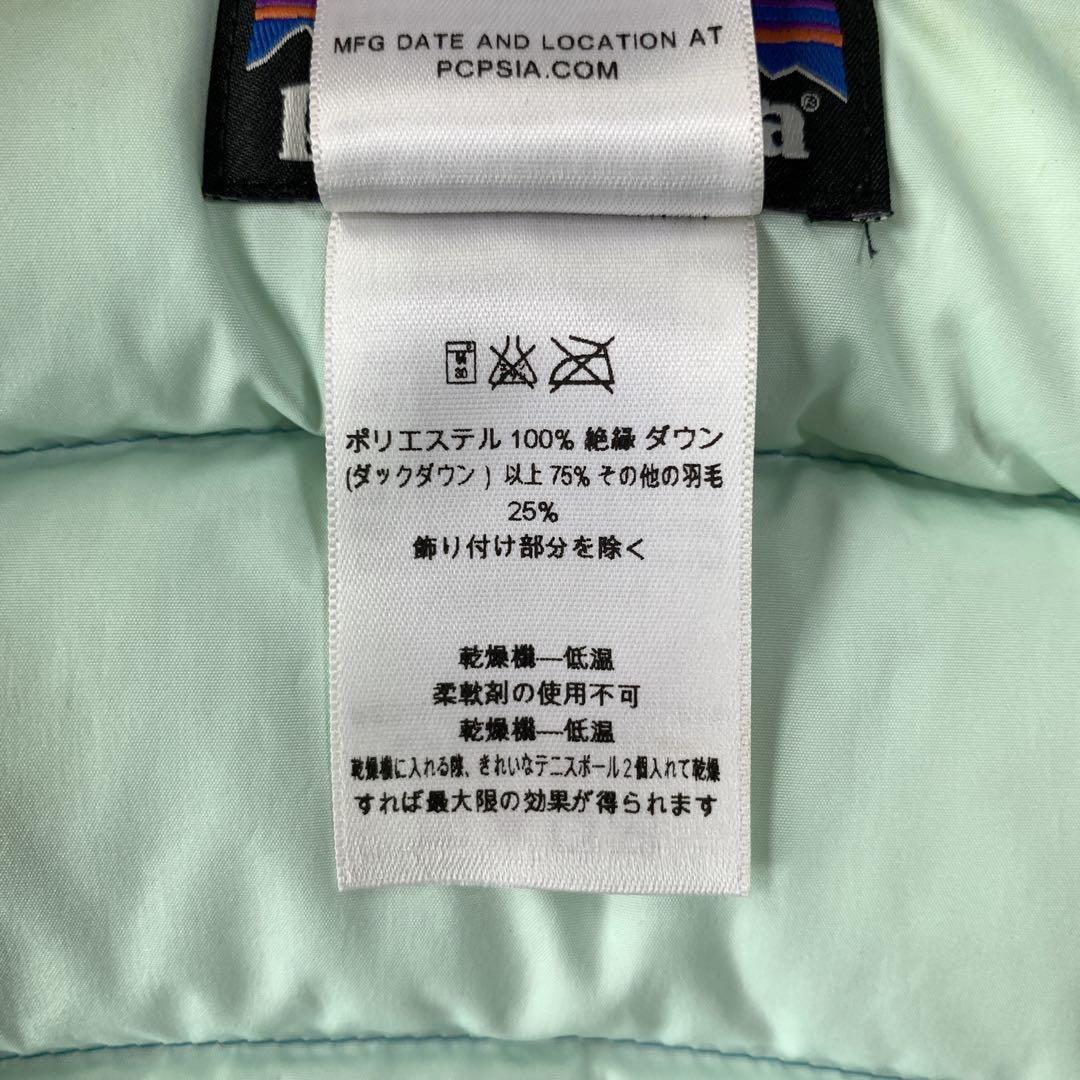 MFG DATE AND LOCATION AT
PCPSIA.COM
a®
30
ポリエステル 100% 絶縁 ダウン
(ダックダウン) 以上 75% その他の羽毛
25%
飾り付け部分を除く
乾燥機—低温
柔軟剤の使用不可
乾燥機—低温
乾燥機に入れる際、きれいなテニスボール2個入れて乾燥
すれば最大限の効果が得られます